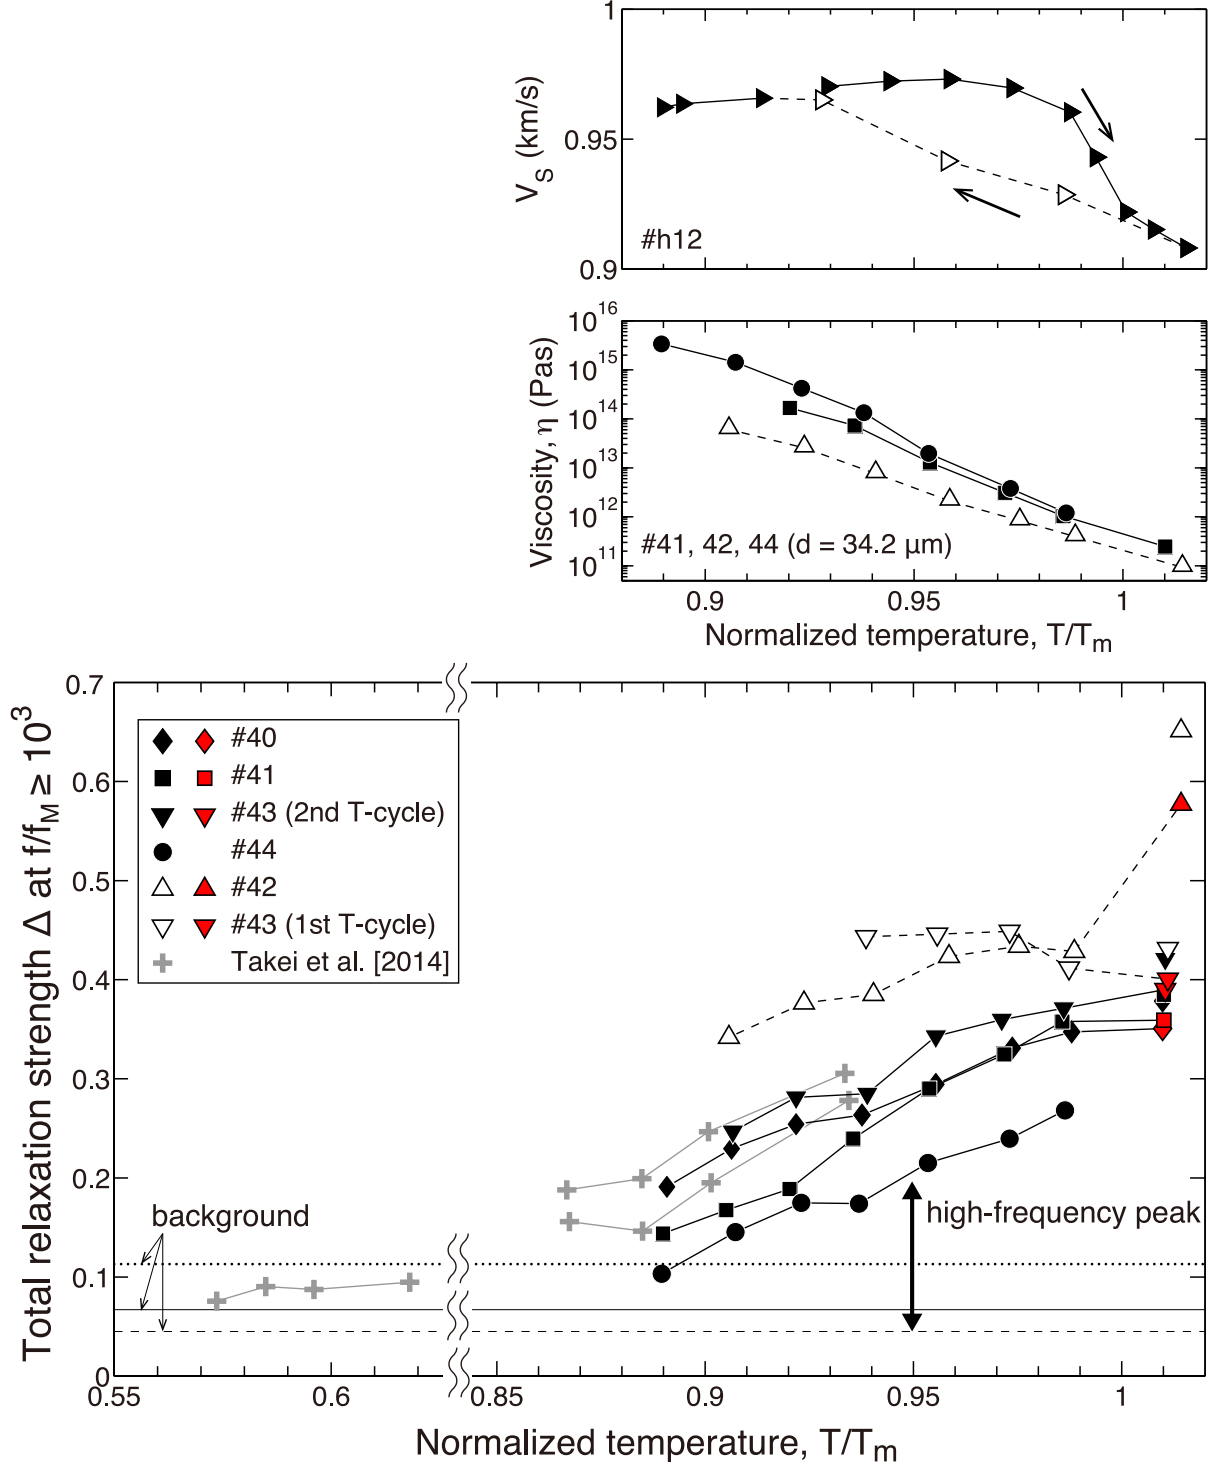 1
0.95
0.9
V_S (km/s)
#h12
10^16
10^15
10^14
10^13
10^12
10^11
Viscosity, η (Pas)
#41, 42, 44 (d = 34.2 μm)
0.9
0.95
1
Normalized temperature, T/T_m
0.7
0.6
0.5
0.4
0.3
0.2
0.1
0
Total relaxation strength Δ at f/f_M ≥ 10^3
#40
#41
#43 (2nd T-cycle)
#44
#42
#43 (1st T-cycle)
Takei et al. [2014]
background
high-frequency peak
0.55
0.6
0.85
0.9
0.95
1
Normalized temperature, T/T_m